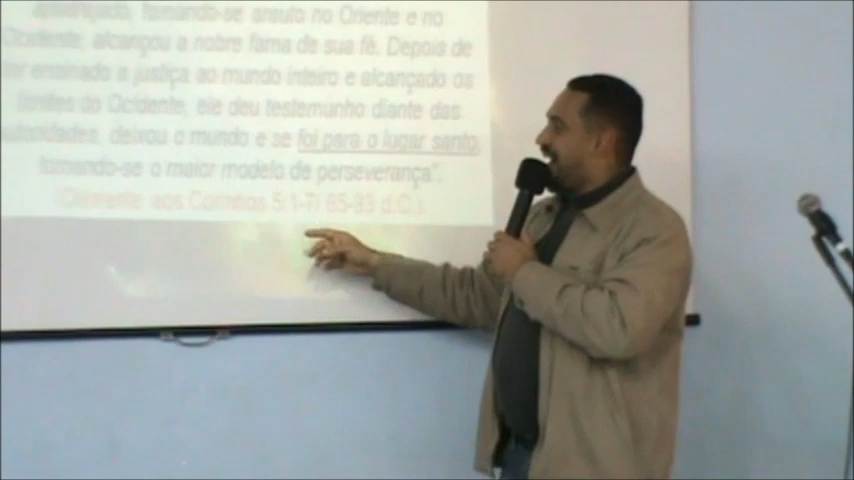 apedrejado, tornando-se arauto no Oriente e no
Ocidente, alcançou a nobre fama de sua fé. Depois de
ter ensinado a justiça ao mundo inteiro e alcançado os
limites do Ocidente, ele deu testemunho diante das
autoridades, deixou o mundo e se foi para o lugar santo,
tornando-se o maior modelo de perseverança".
(Clemente aos Coríntios 5:1-7/ 85-93 d.C.).